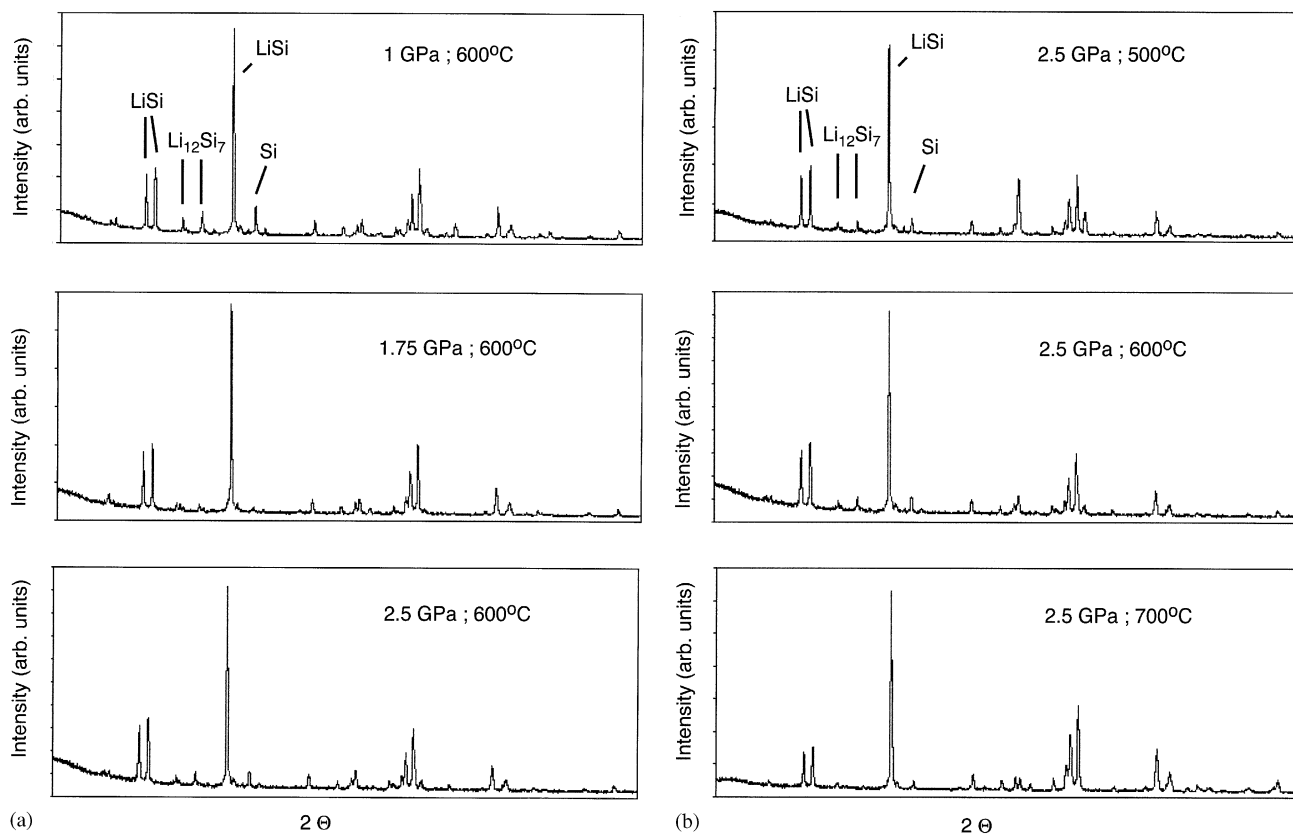 Intensity (arb. units)
1 GPa ; 600°C
LiSi
LiSi
Li₁₂Si₇
Si
Intensity (arb. units)
1.75 GPa ; 600°C
Intensity (arb. units)
2.5 GPa ; 600°C
(a)
2 Θ
Intensity (arb. units)
2.5 GPa ; 500°C
LiSi
LiSi
Li₁₂Si₇
Si
Intensity (arb. units)
2.5 GPa ; 600°C
Intensity (arb. units)
2.5 GPa ; 700°C
(b)
2 Θ